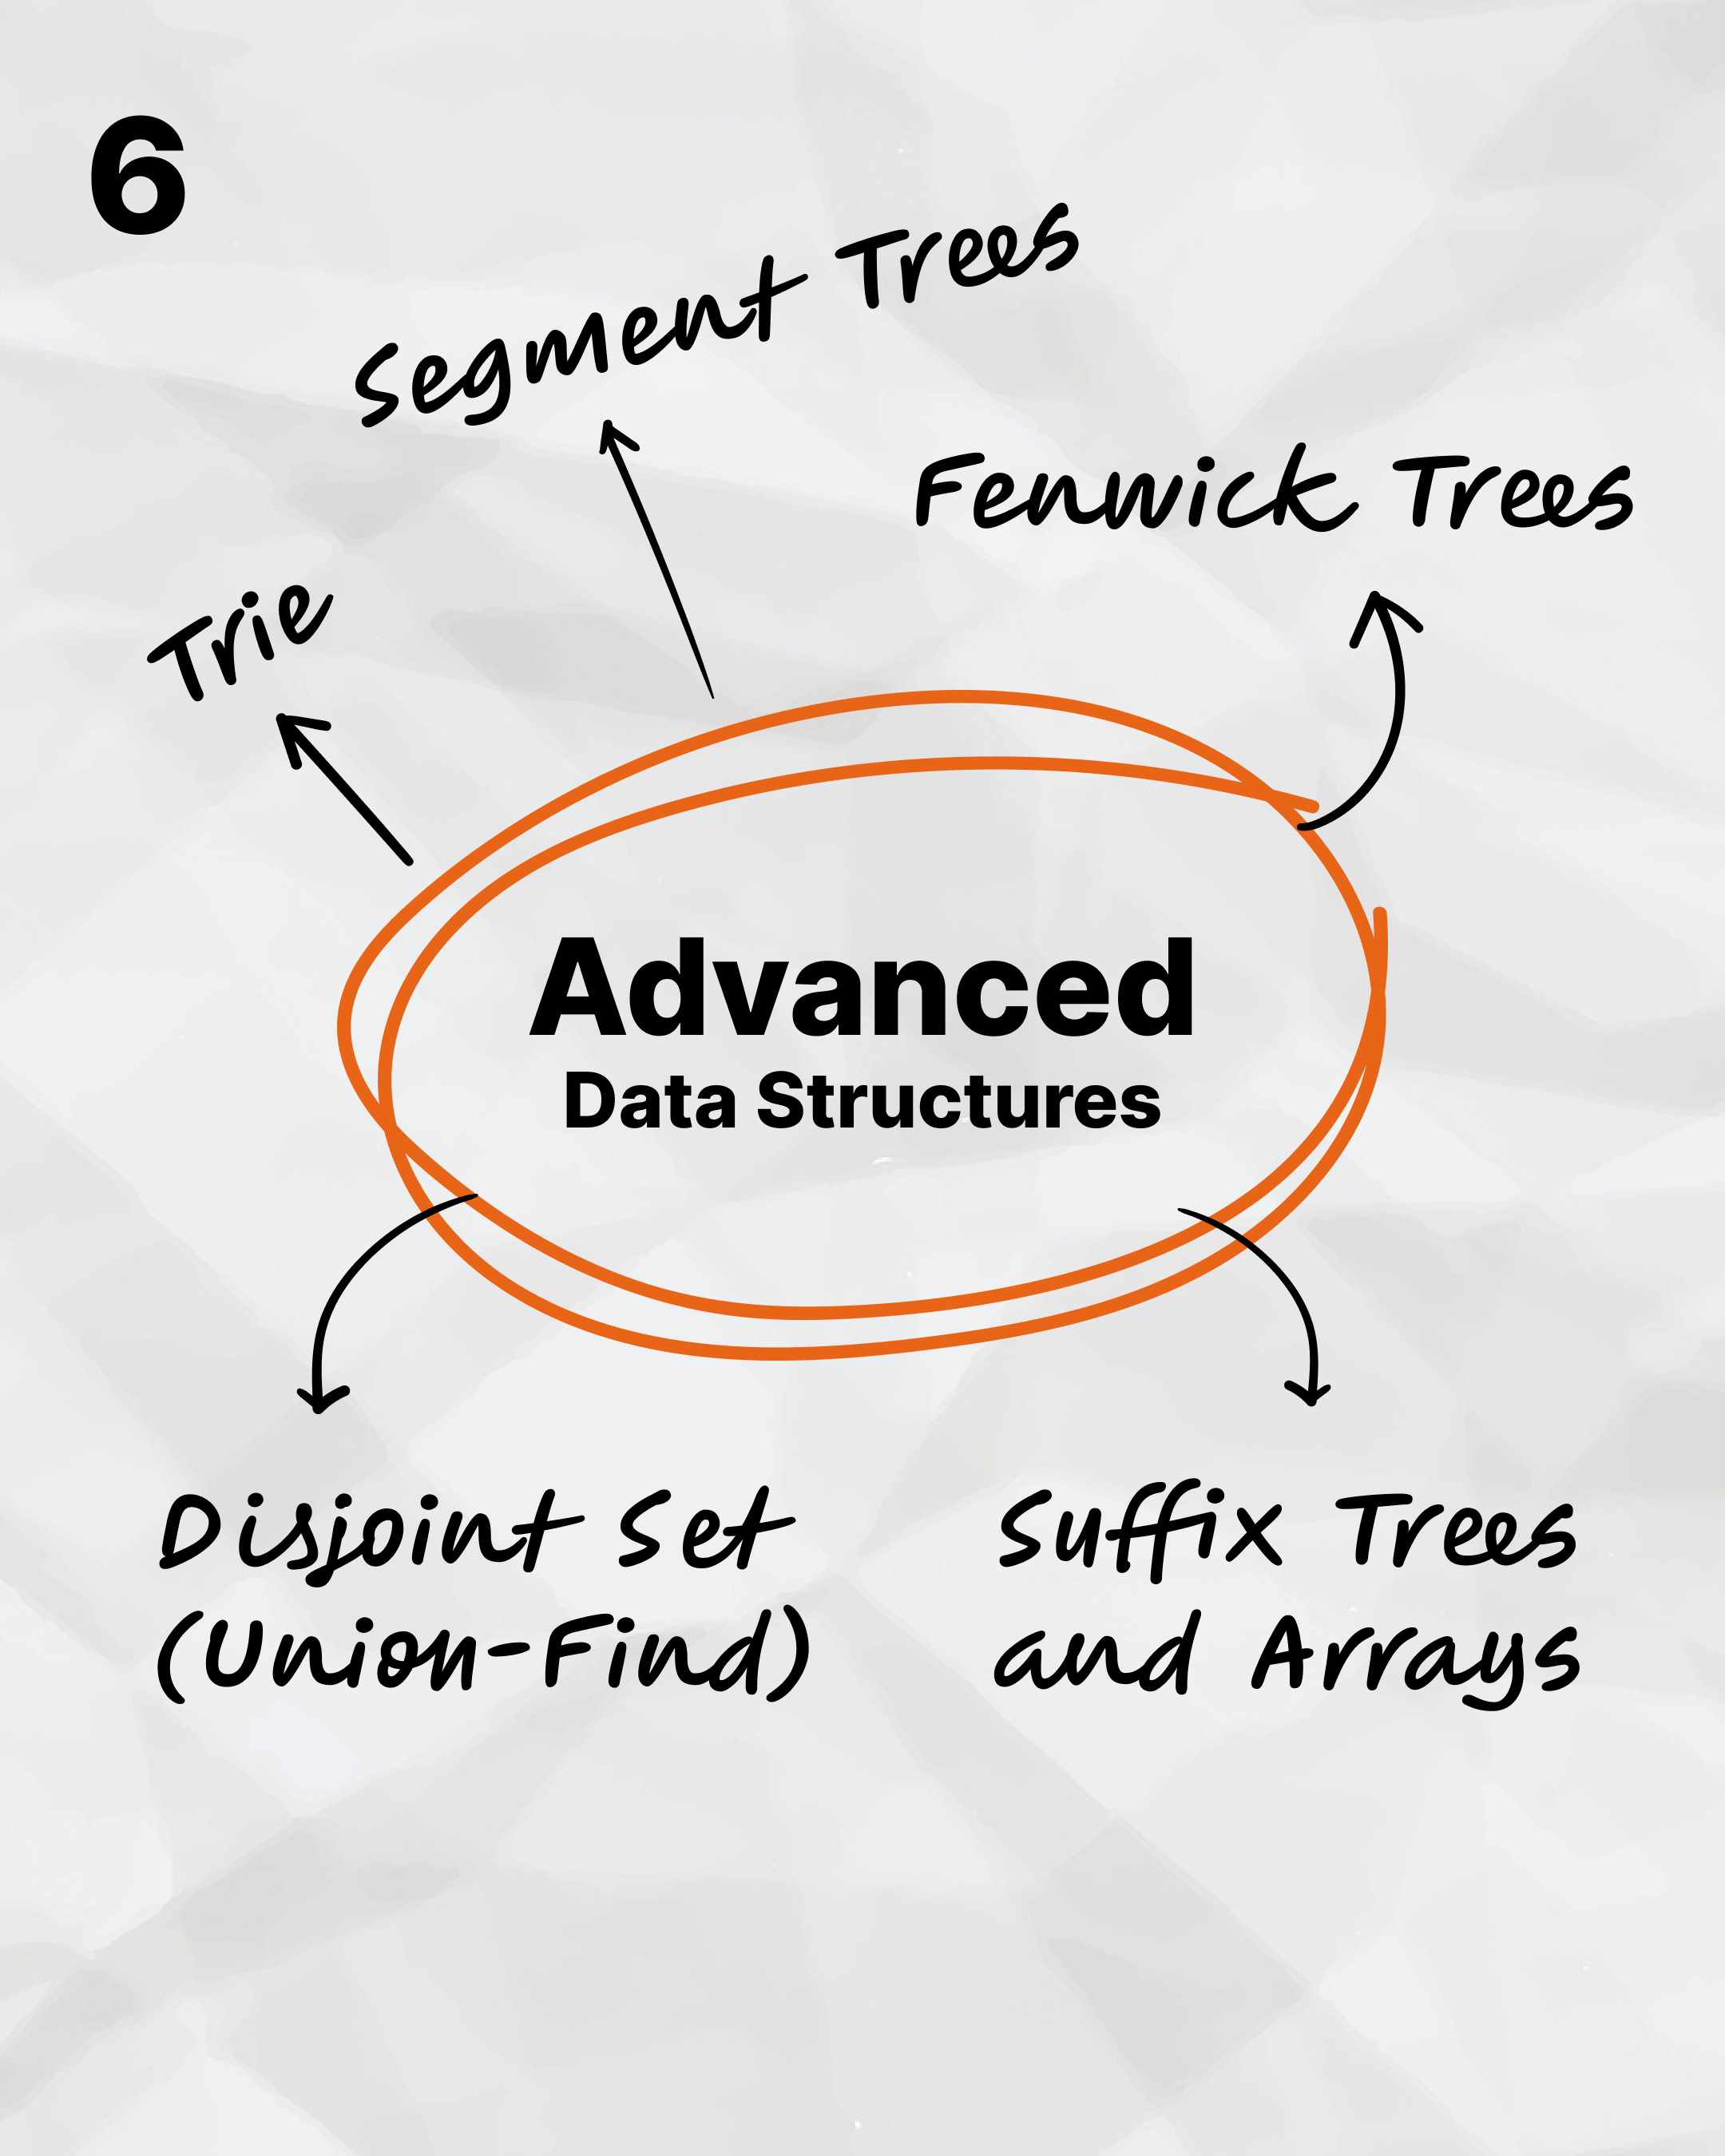 6
Segment Trees
Fenwick Trees
Trie
Advanced
Data Structures
Disjoint Set
(Union-Find)
Suffix Trees
and Arrays